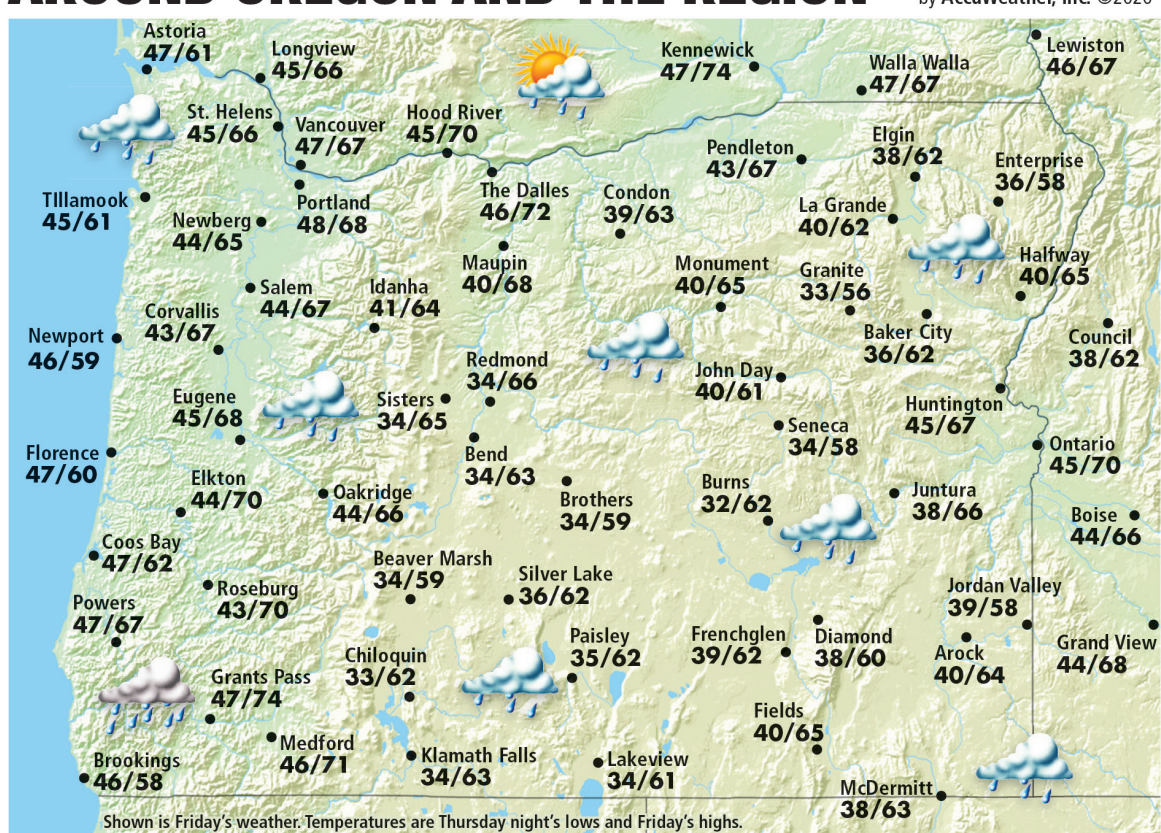 AROUND OREGON AND THE REGION
by AccuWeather, Inc. ©2020
Astoria
47/61
Longview
45/66
Kennewick
47/74
Walla Walla
47/67
Lewiston
46/67
St. Helens
45/66
Vancouver
47/67
Hood River
45/70
Pendleton
43/67
Elgin
38/62
Enterprise
36/58
TIllamook
45/61
Newberg
44/65
Portland
48/68
The Dalles
46/72
Condon
39/63
La Grande
40/62
Maupin
40/68
Monument
40/65
Granite
33/56
Halfway
40/65
Salem
44/67
Idanha
41/64
Corvallis
43/67
Newport
46/59
Baker City
36/62
Council
38/62
Redmond
34/66
John Day
40/61
Eugene
45/68
Sisters
34/65
Huntington
45/67
Seneca
34/58
Florence
47/60
Bend
34/63
Ontario
45/70
Elkton
44/70
Oakridge
44/66
Brothers
34/59
Burns
32/62
Juntura
38/66
Boise
44/66
Coos Bay
47/62
Beaver Marsh
34/59
Silver Lake
36/62
Roseburg
43/70
Jordan Valley
39/58
Powers
47/67
Paisley
35/62
Frenchglen
39/62
Diamond
38/60
Arock
40/64
Grand View
44/68
Chiloquin
33/62
Grants Pass
47/74
Fields
40/65
Medford
46/71
Klamath Falls
34/63
Lakeview
34/61
Brookings
46/58
McDermitt
38/63
Shown is Friday's weather. Temperatures are Thursday night's lows and Friday's highs.